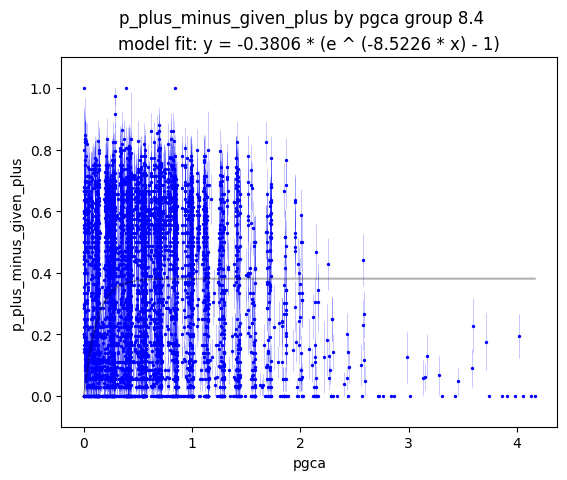 p_plus_minus_given_plus by pgca group 8.4
model fit: y = -0.3806 * (e ^ (-8.5226 * x) - 1)
1.0
0.8
0.6
0.4
0.2
0.0
p_plus_minus_given_plus
0 1 2 3 4
pgca